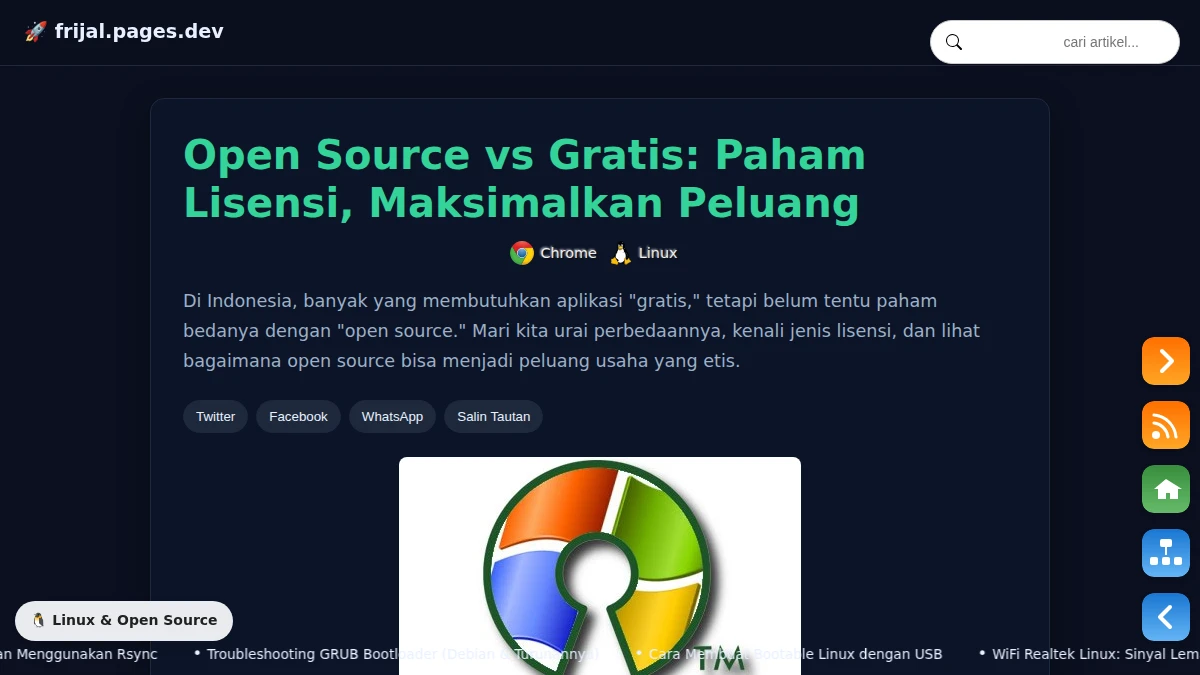 🚀 frijal.pages.dev
cari artikel...
Open Source vs Gratis: Paham
Lisensi, Maksimalkan Peluang
Chrome Linux
Di Indonesia, banyak yang membutuhkan aplikasi "gratis," tetapi belum tentu paham
bedanya dengan "open source." Mari kita urai perbedaannya, kenali jenis lisensi, dan lihat
bagaimana open source bisa menjadi peluang usaha yang etis.
Twitter Facebook WhatsApp Salin Tautan
TM
🐧 Linux & Open Source
an Menggunakan Rsync • Troubleshooting GRUB Bootloader (Debian & Turunannya) • Cara Membuat Bootable Linux dengan USB • WiFi Realtek Linux: Sinyal Lem